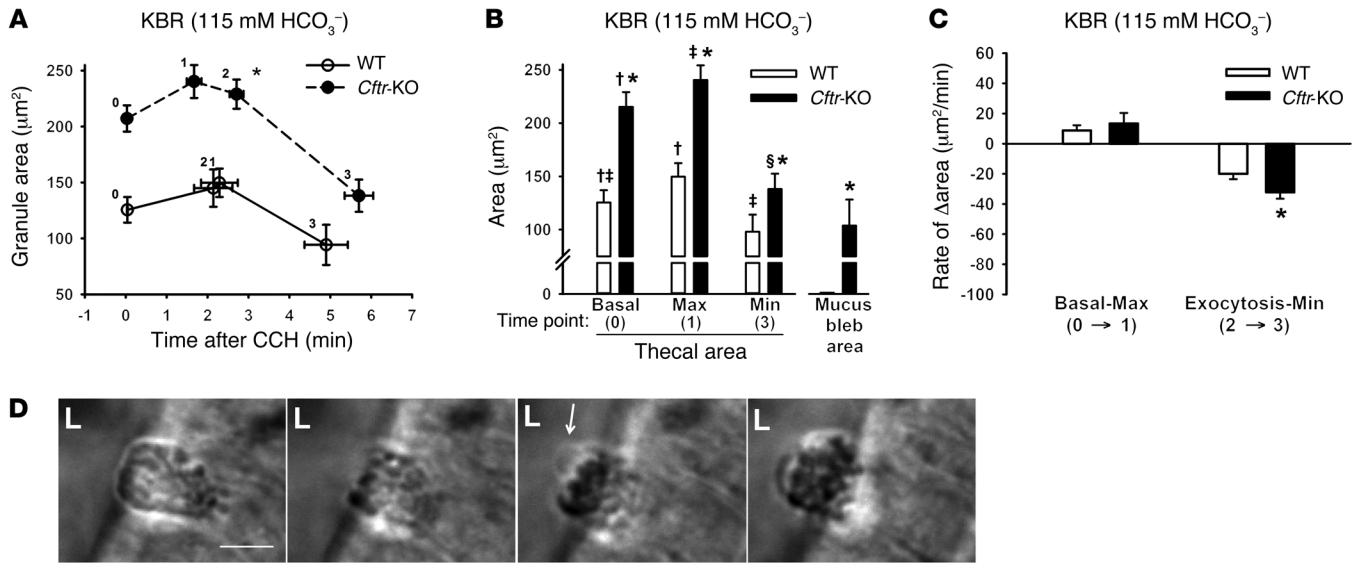 A
KBR (115 mM HCO₃⁻)
WT
Cftr-KO
Granule area (µm²)
250
200
150
100
50
0
1
2
*
3
0
21
3
-1 0 1 2 3 4 5 6 7
Time after CCH (min)
B
KBR (115 mM HCO₃⁻)
WT
Cftr-KO
Area (µm²)
250
200
150
100
0
†‡
†*
†
‡*
‡
§*
*
Basal Max Min
Time point: (0) (1) (3)
Thecal area
Mucus
bleb
area
C
KBR (115 mM HCO₃⁻)
WT
Cftr-KO
Rate of Δarea (µm²/min)
60
40
20
0
-20
-40
-60
-80
-100
*
Basal-Max Exocytosis-Min
(0 → 1) (2 → 3)
D
L L L L